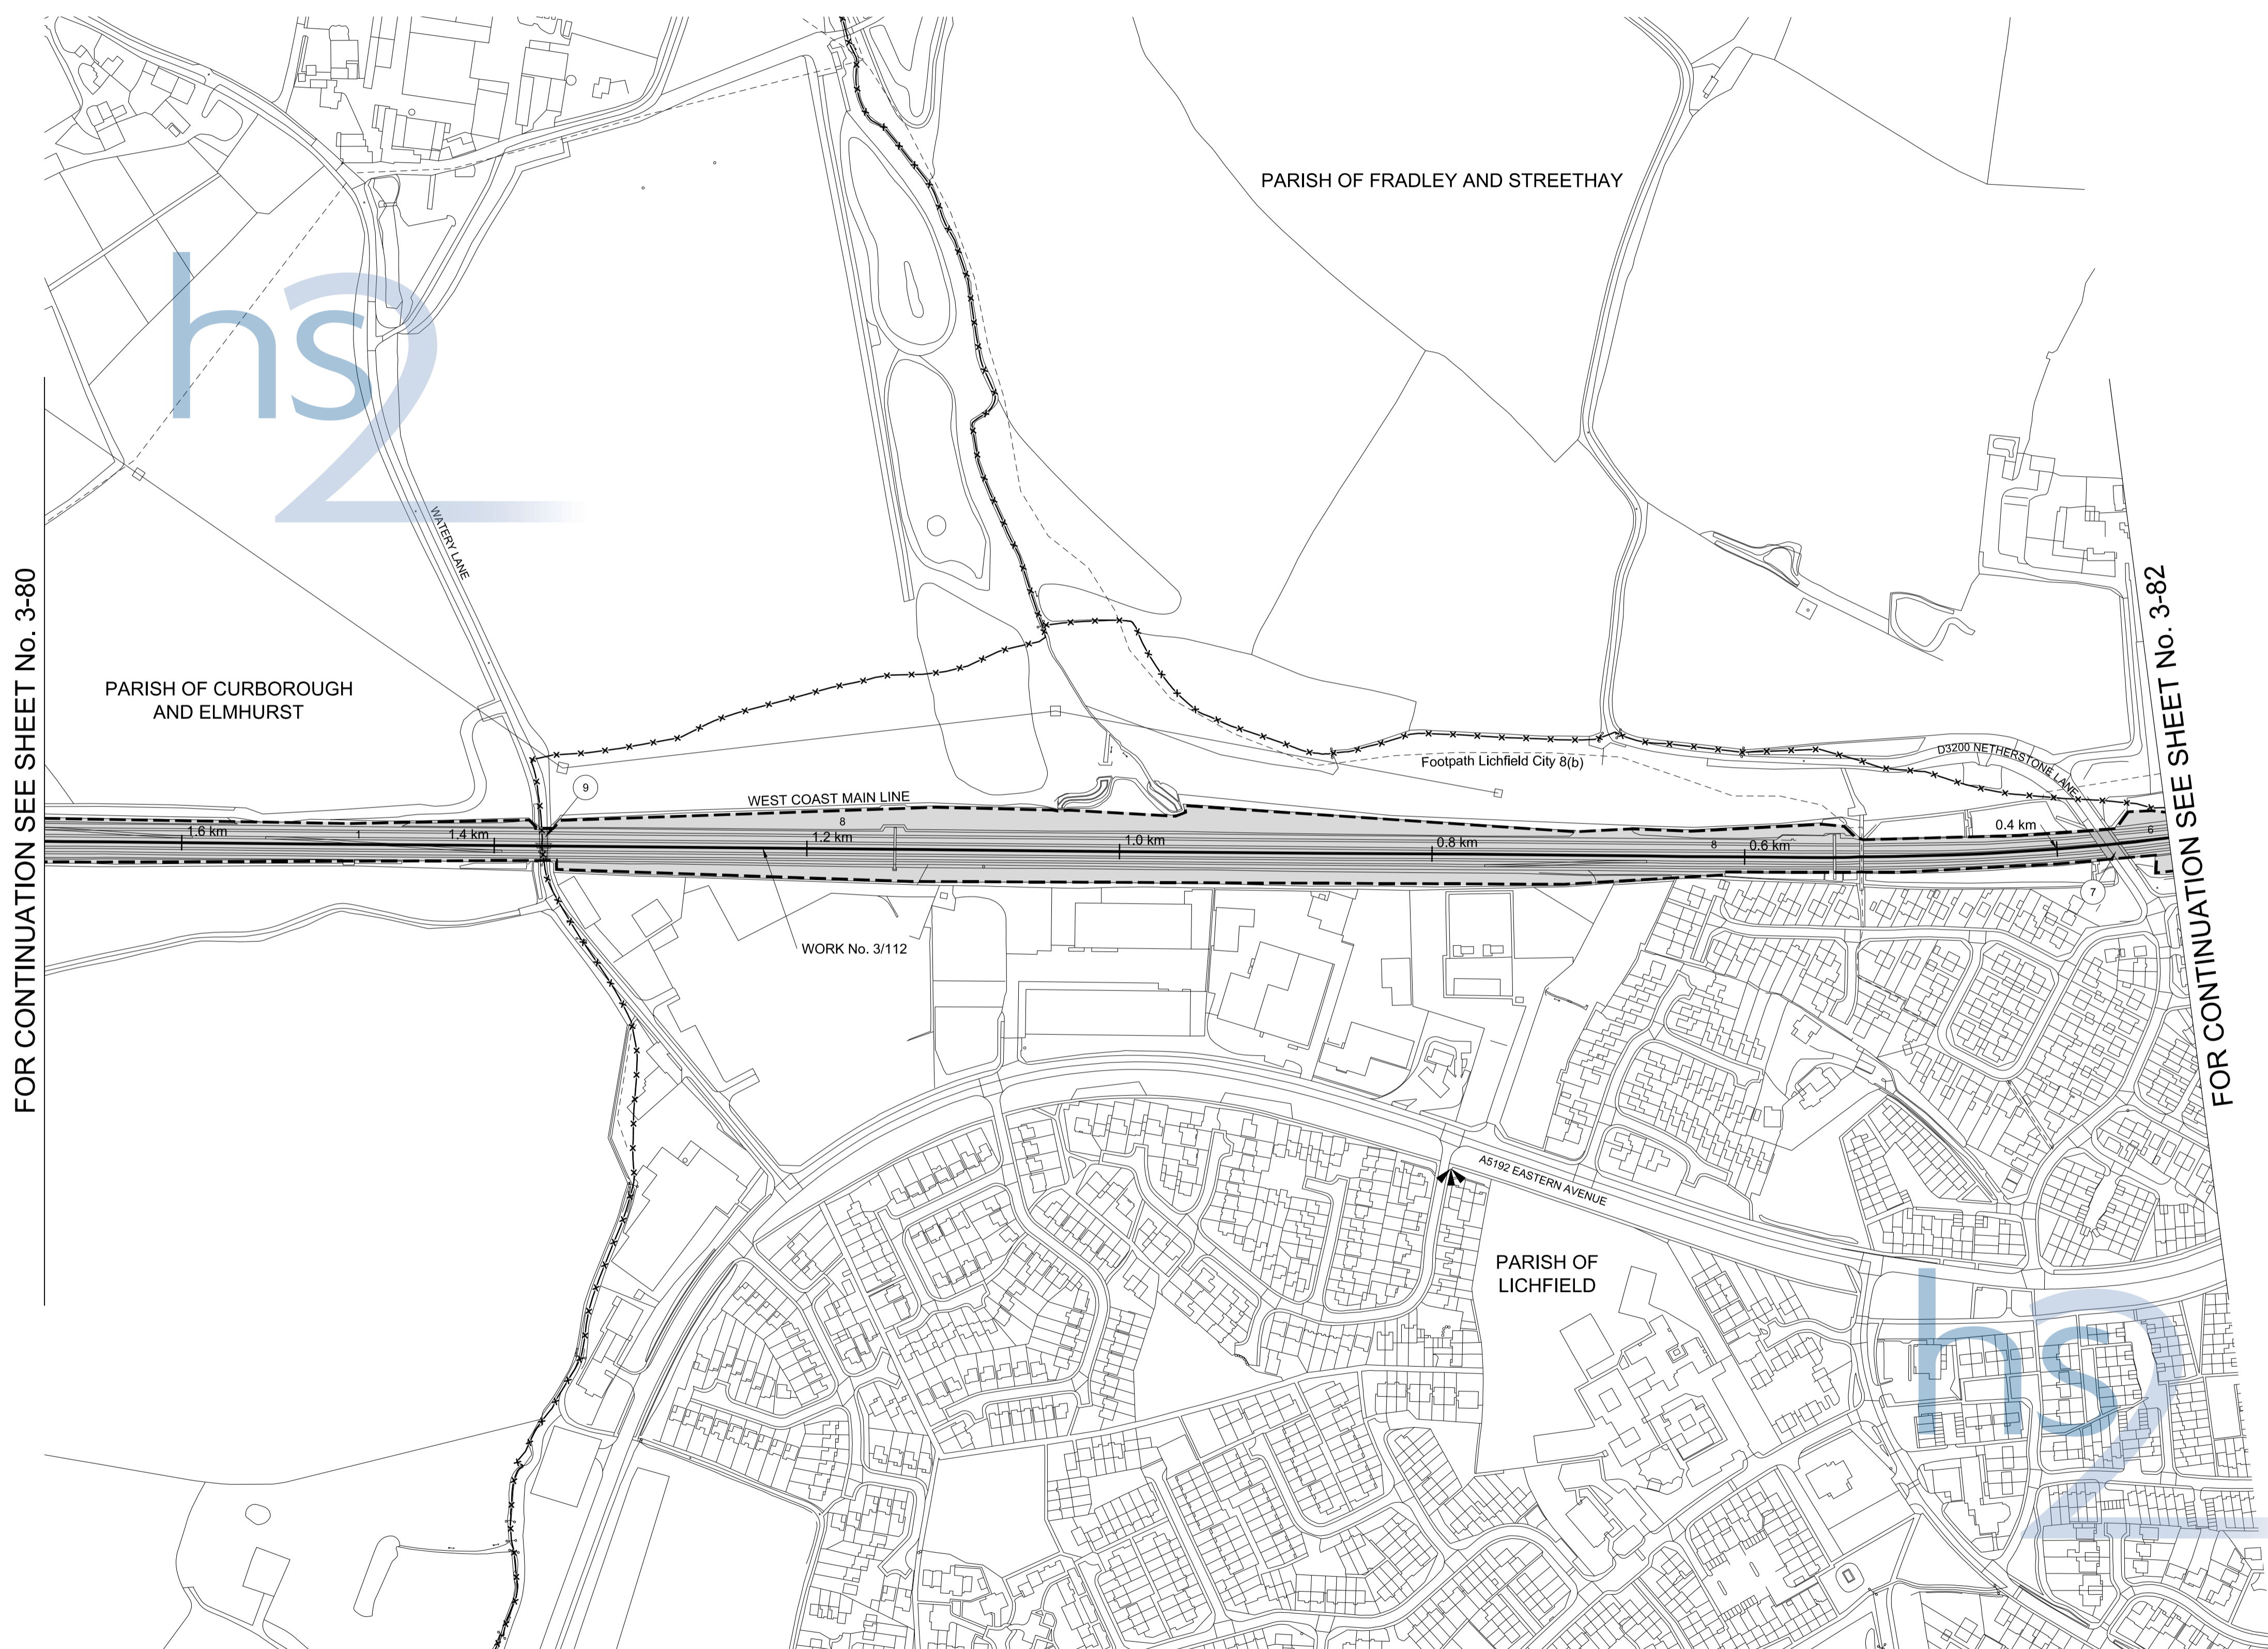 PARISH OF FRADLEY AND STREETHAY
hs2
WATERY LANE
FOR CONTINUATION SEE SHEET No. 3-80
FOR CONTINUATION SEE SHEET No. 3-82
PARISH OF CURBOROUGH
AND ELMHURST
D3200 NETHERSTONE LANE
Footpath Lichfield City 8(b)
9
WEST COAST MAIN LINE
8
1.6 km
1
1.4 km
1.2 km
1.0 km
0.8 km
8
0.6 km
0.4 km
6
7
WORK No. 3/112
A5192 EASTERN AVENUE
PARISH OF
LICHFIELD
hs2